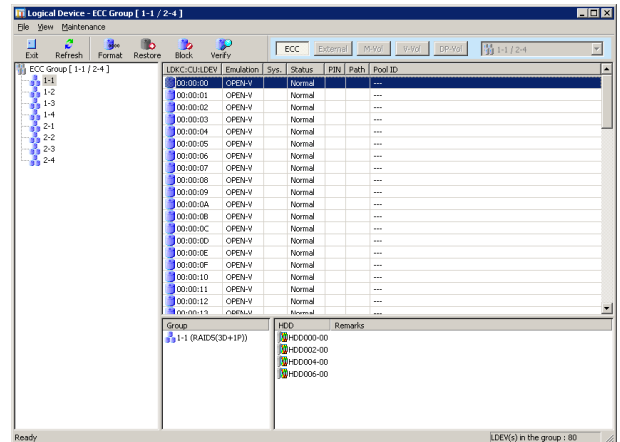 Logical Device - ECC Group [ 1-1 / 2-4 ]
File View Maintenance
Exit Refresh Format Restore Block Verify ECC External M-Vol V-Vol DP-Vol 1-1 / 2-4
ECC Group [ 1-1 / 2-4 ]
1-1
1-2
1-3
1-4
2-1
2-2
2-3
2-4
LDKC:CU:LDEV Emulation Sys. Status PIN Path Pool ID
00:00:00 OPEN-V Normal ---
00:00:01 OPEN-V Normal ---
00:00:02 OPEN-V Normal ---
00:00:03 OPEN-V Normal ---
00:00:04 OPEN-V Normal ---
00:00:05 OPEN-V Normal ---
00:00:06 OPEN-V Normal ---
00:00:07 OPEN-V Normal ---
00:00:08 OPEN-V Normal ---
00:00:09 OPEN-V Normal ---
00:00:0A OPEN-V Normal ---
00:00:0B OPEN-V Normal ---
00:00:0C OPEN-V Normal ---
00:00:0D OPEN-V Normal ---
00:00:0E OPEN-V Normal ---
00:00:0F OPEN-V Normal ---
00:00:10 OPEN-V Normal ---
00:00:11 OPEN-V Normal ---
00:00:12 OPEN-V Normal ---
00:00:13 OPEN-V Normal ---
Group
1-1 (RAID5(3D+1P))
HDD Remarks
HDD000-00
HDD002-00
HDD004-00
HDD006-00
Ready LDEV(s) in the group : 80